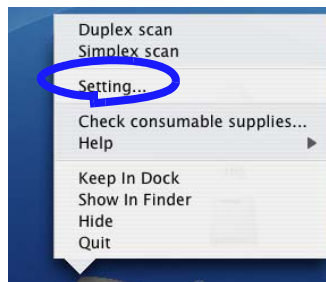 Duplex scan
Simplex scan
Setting...
Check consumable supplies...
Help
Keep In Dock
Show In Finder
Hide
Quit